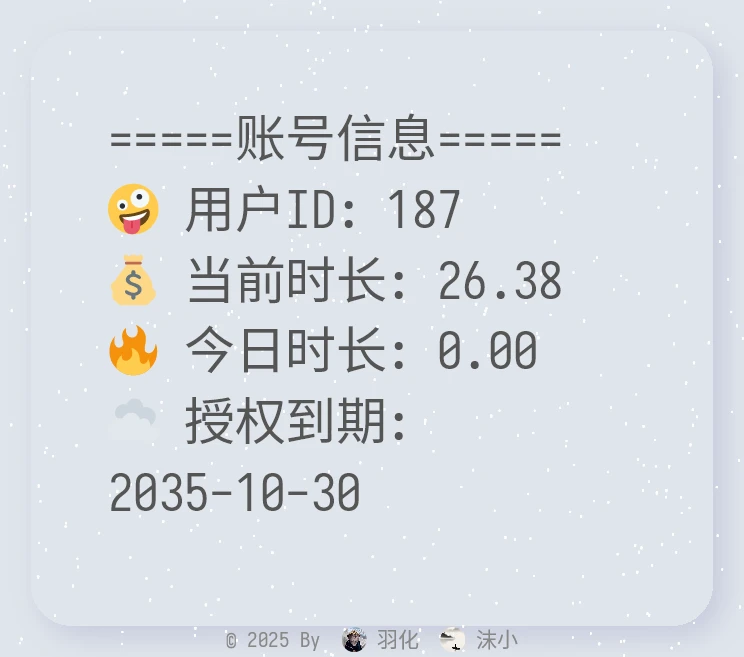 =====账号信息=====
🤪 用户ID: 187
💰 当前时长: 26.38
🔥 今日时长: 0.00
☁️ 授权到期:
2035-10-30
© 2025 By 羽化 沫小